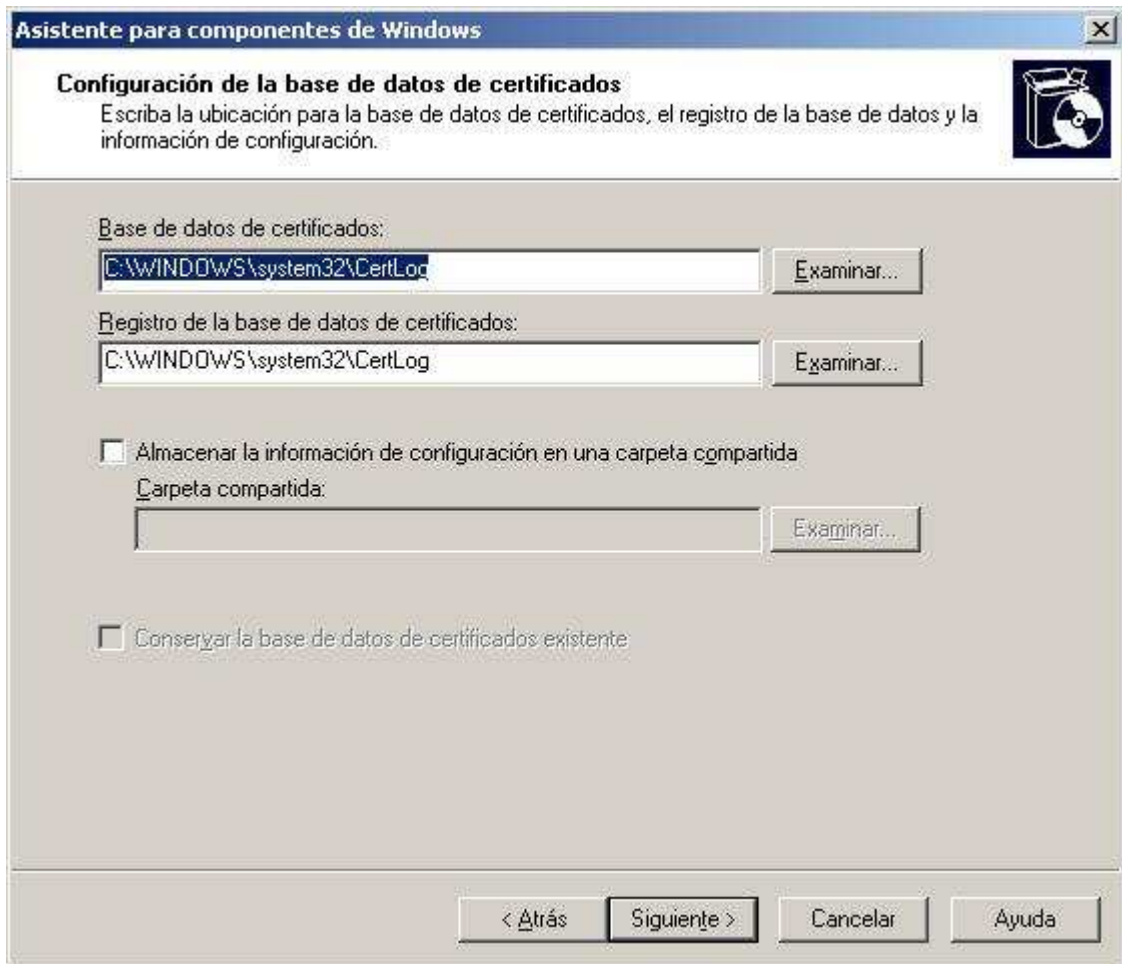 Asistente para componentes de Windows
Configuración de la base de datos de certificados
Escriba la ubicación para la base de datos de certificados, el registro de la base de datos y la
información de configuración.
Base de datos de certificados:
C:\WINDOWS\system32\CertLog
Examinar...
Registro de la base de datos de certificados:
C:\WINDOWS\system32\CertLog
Examinar...
Almacenar la información de configuración en una carpeta compartida
Carpeta compartida:
Examinar...
Conservar la base de datos de certificados existente
< Atrás
Siguiente >
Cancelar
Ayuda